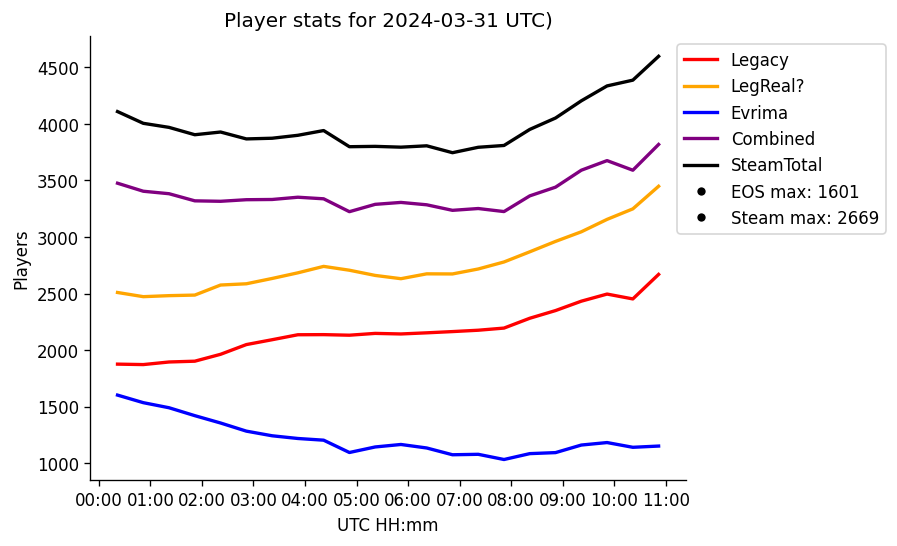 Player stats for 2024-03-31 UTC)
Legacy
LegReal?
Evrima
Combined
SteamTotal
EOS max: 1601
Steam max: 2669
Players
4500
4000
3500
3000
2500
2000
1500
1000
00:00 01:00 02:00 03:00 04:00 05:00 06:00 07:00 08:00 09:00 10:00 11:00
UTC HH:mm